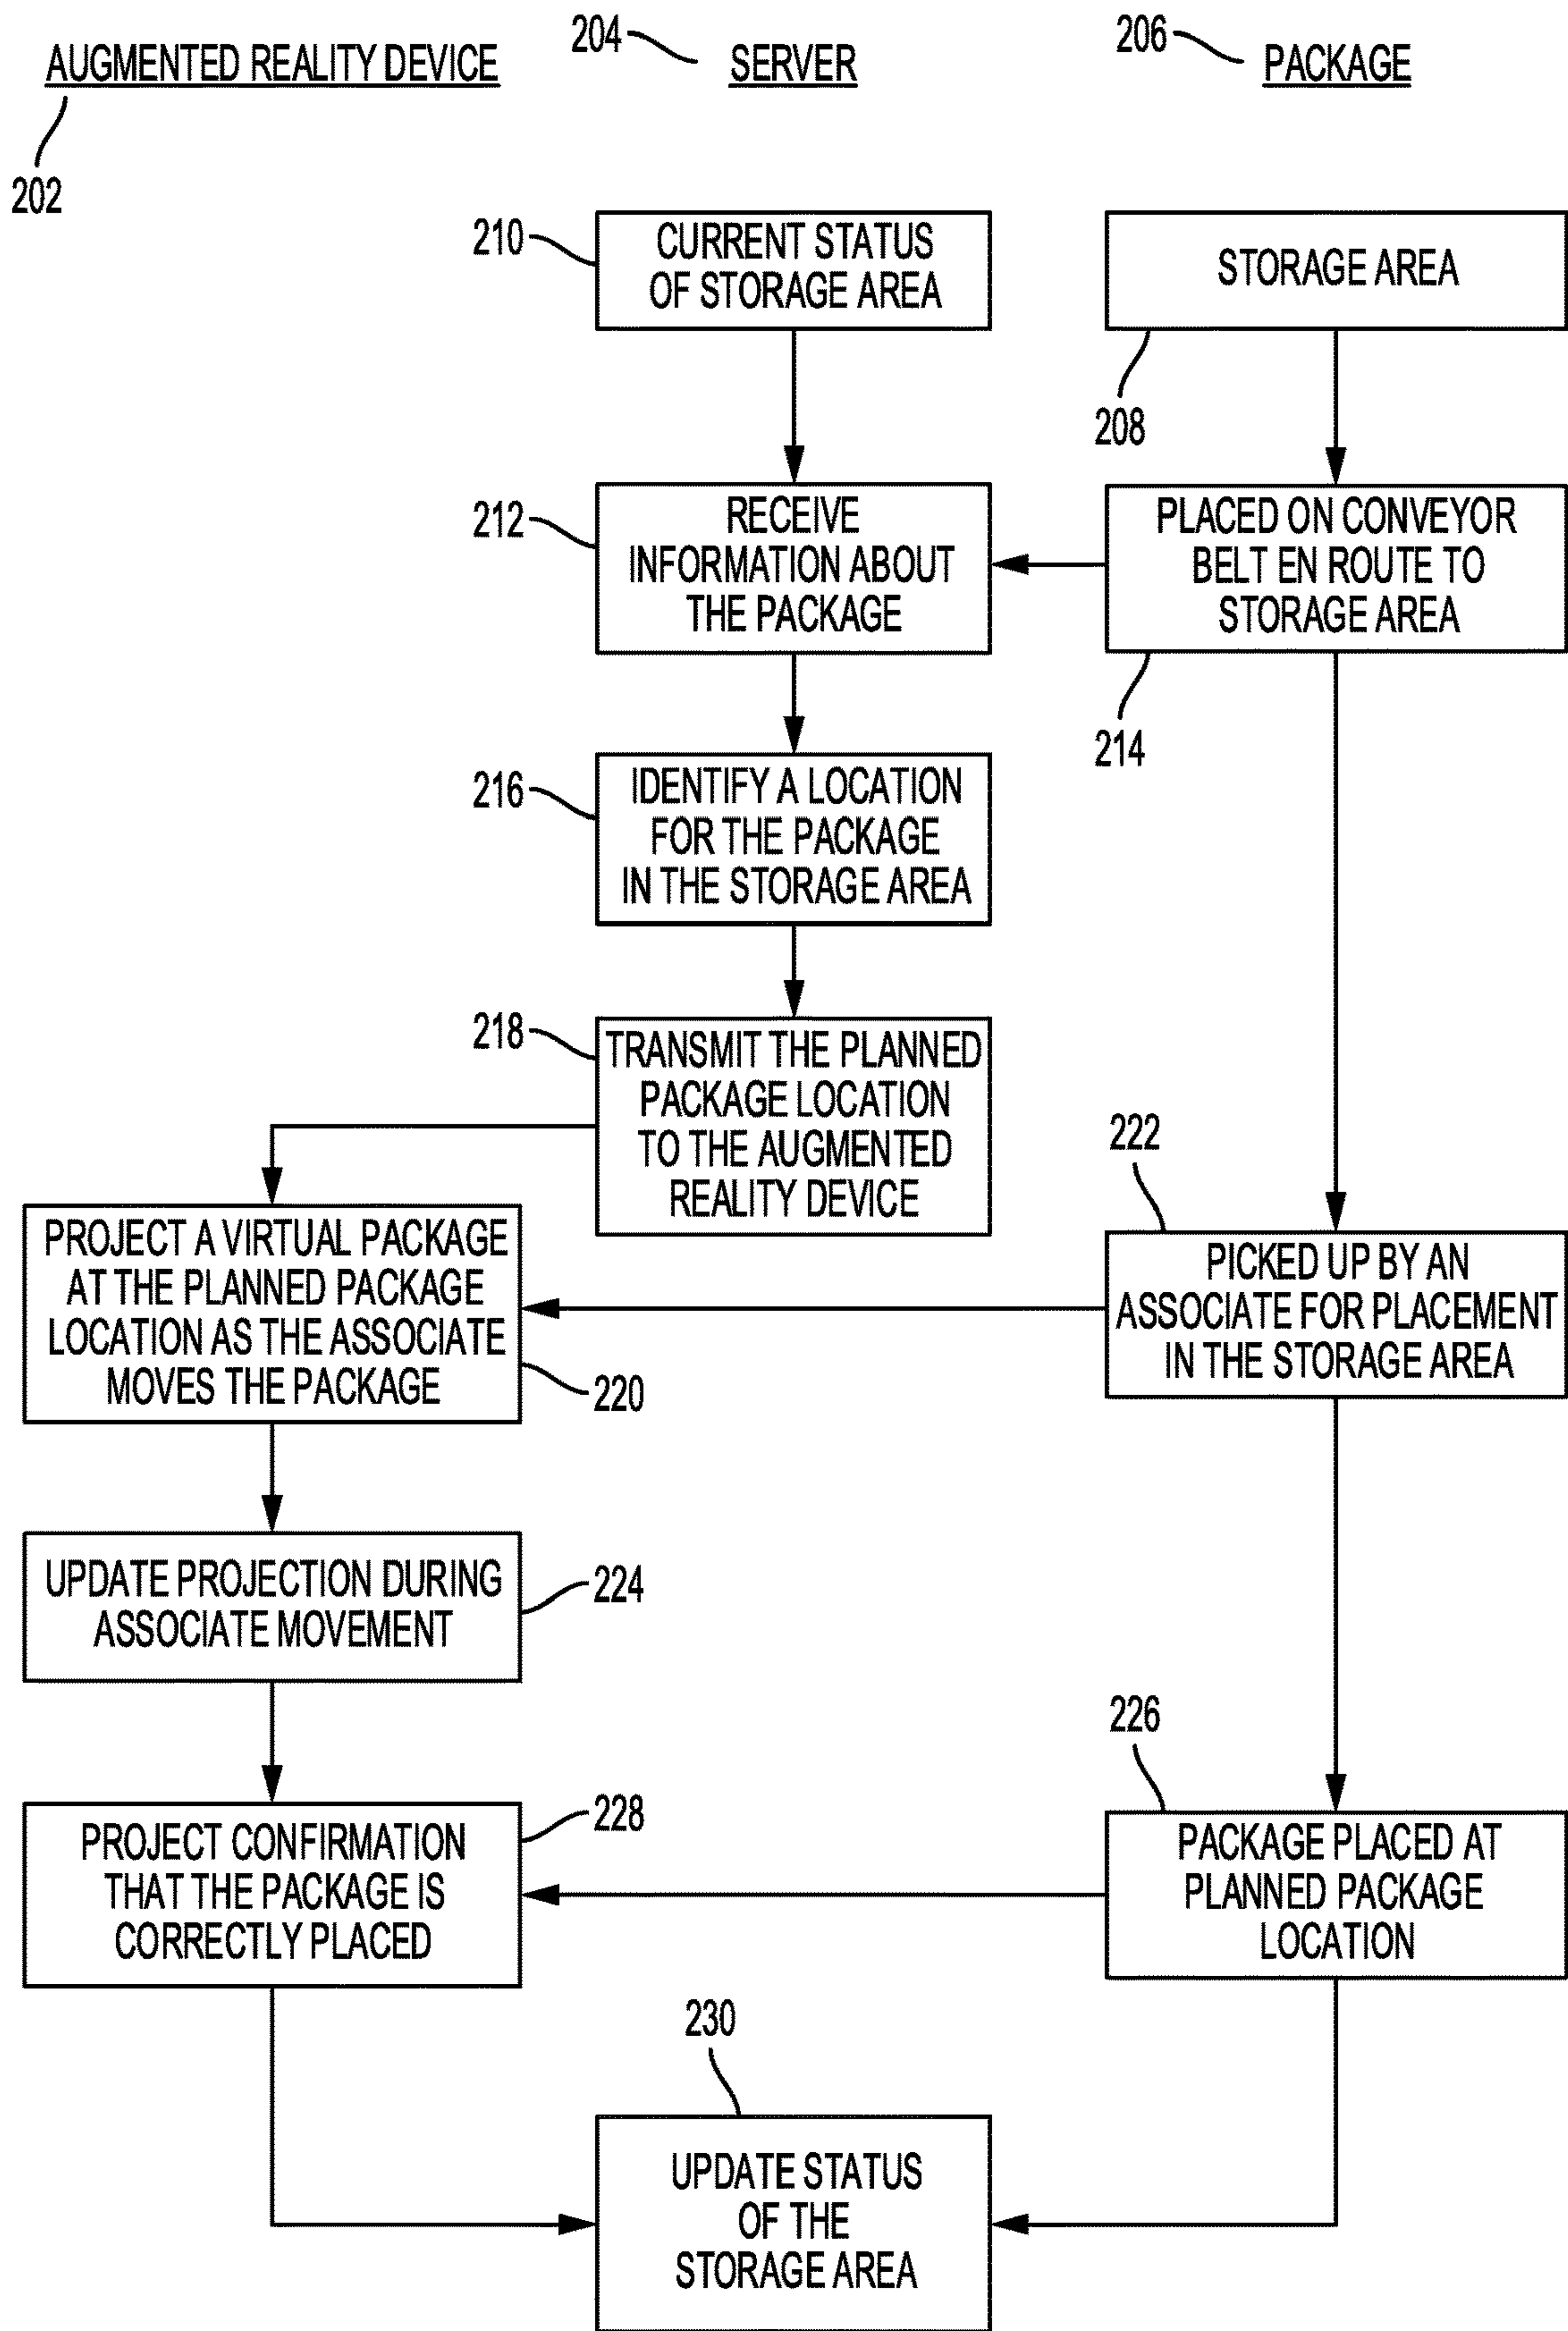 AUGMENTED REALITY DEVICE
202
204
SERVER
206
PACKAGE
210
CURRENT STATUS
OF STORAGE AREA
STORAGE AREA
208
212
RECEIVE
INFORMATION ABOUT
THE PACKAGE
PLACED ON CONVEYOR
BELT EN ROUTE TO
STORAGE AREA
214
216
IDENTIFY A LOCATION
FOR THE PACKAGE
IN THE STORAGE AREA
218
TRANSMIT THE PLANNED
PACKAGE LOCATION
TO THE AUGMENTED
REALITY DEVICE
222
PROJECT A VIRTUAL PACKAGE
AT THE PLANNED PACKAGE
LOCATION AS THE ASSOCIATE
MOVES THE PACKAGE
220
PICKED UP BY AN
ASSOCIATE FOR PLACEMENT
IN THE STORAGE AREA
UPDATE PROJECTION DURING
ASSOCIATE MOVEMENT
224
226
228
PROJECT CONFIRMATION
THAT THE PACKAGE IS
CORRECTLY PLACED
PACKAGE PLACED AT
PLANNED PACKAGE
LOCATION
230
UPDATE STATUS
OF THE
STORAGE AREA